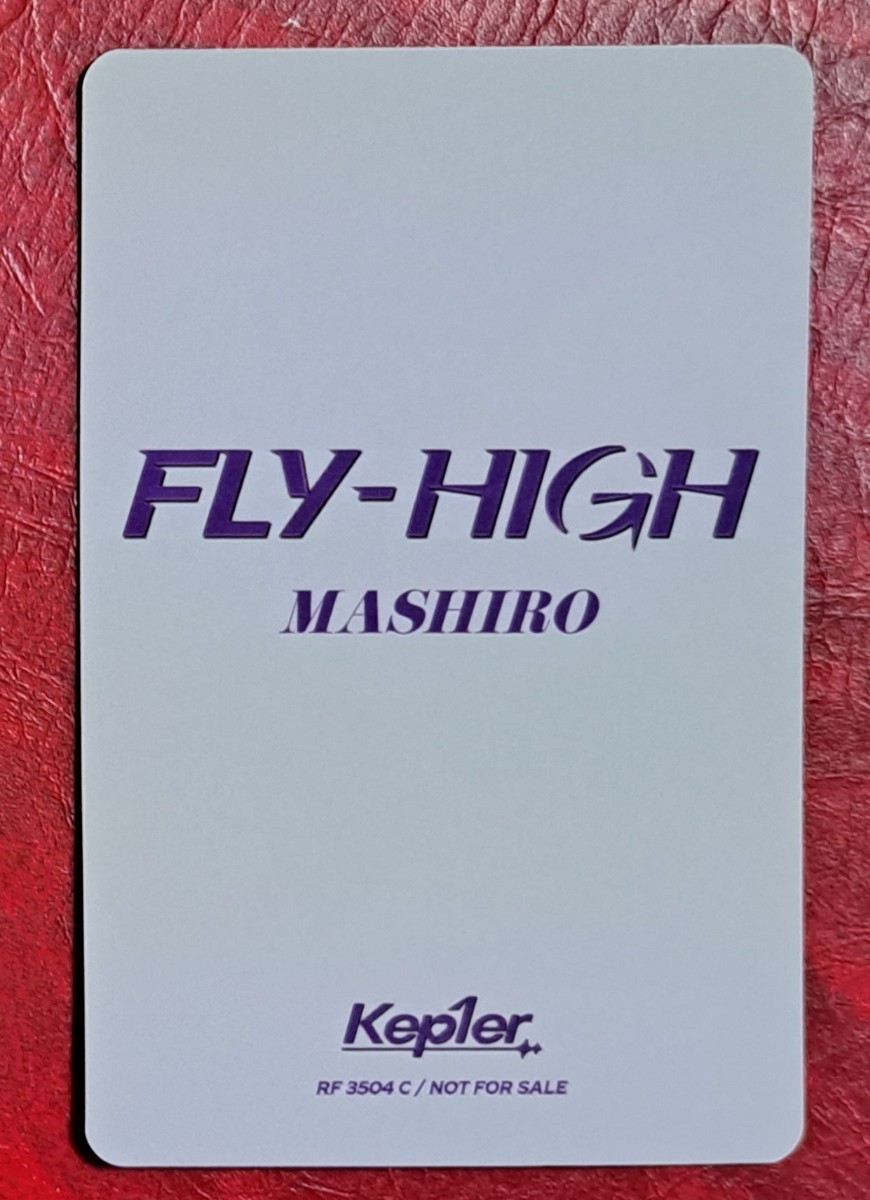 FLY-HIGH
MASHIRO
Kep1er
RF 3504 C / NOT FOR SALE